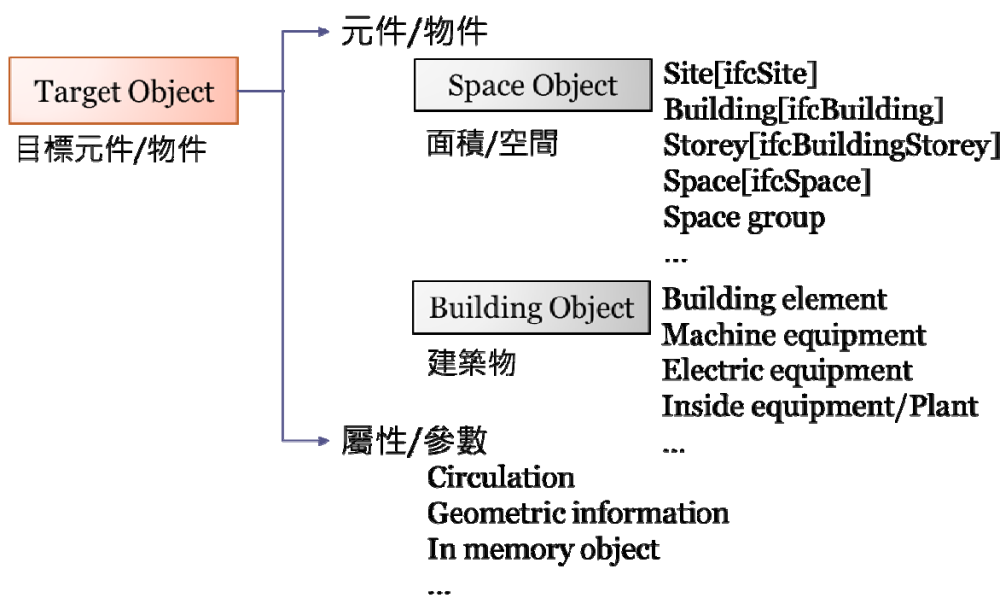 元件/物件
Target Object
目標元件/物件
Space Object
面積/空間
Site[ifcSite]
Building[ifcBuilding]
Storey[ifcBuildingStorey]
Space[ifcSpace]
Space group
...
Building Object
建築物
Building element
Machine equipment
Electric equipment
Inside equipment/Plant
...
屬性/參數
Circulation
Geometric information
In memory object
...